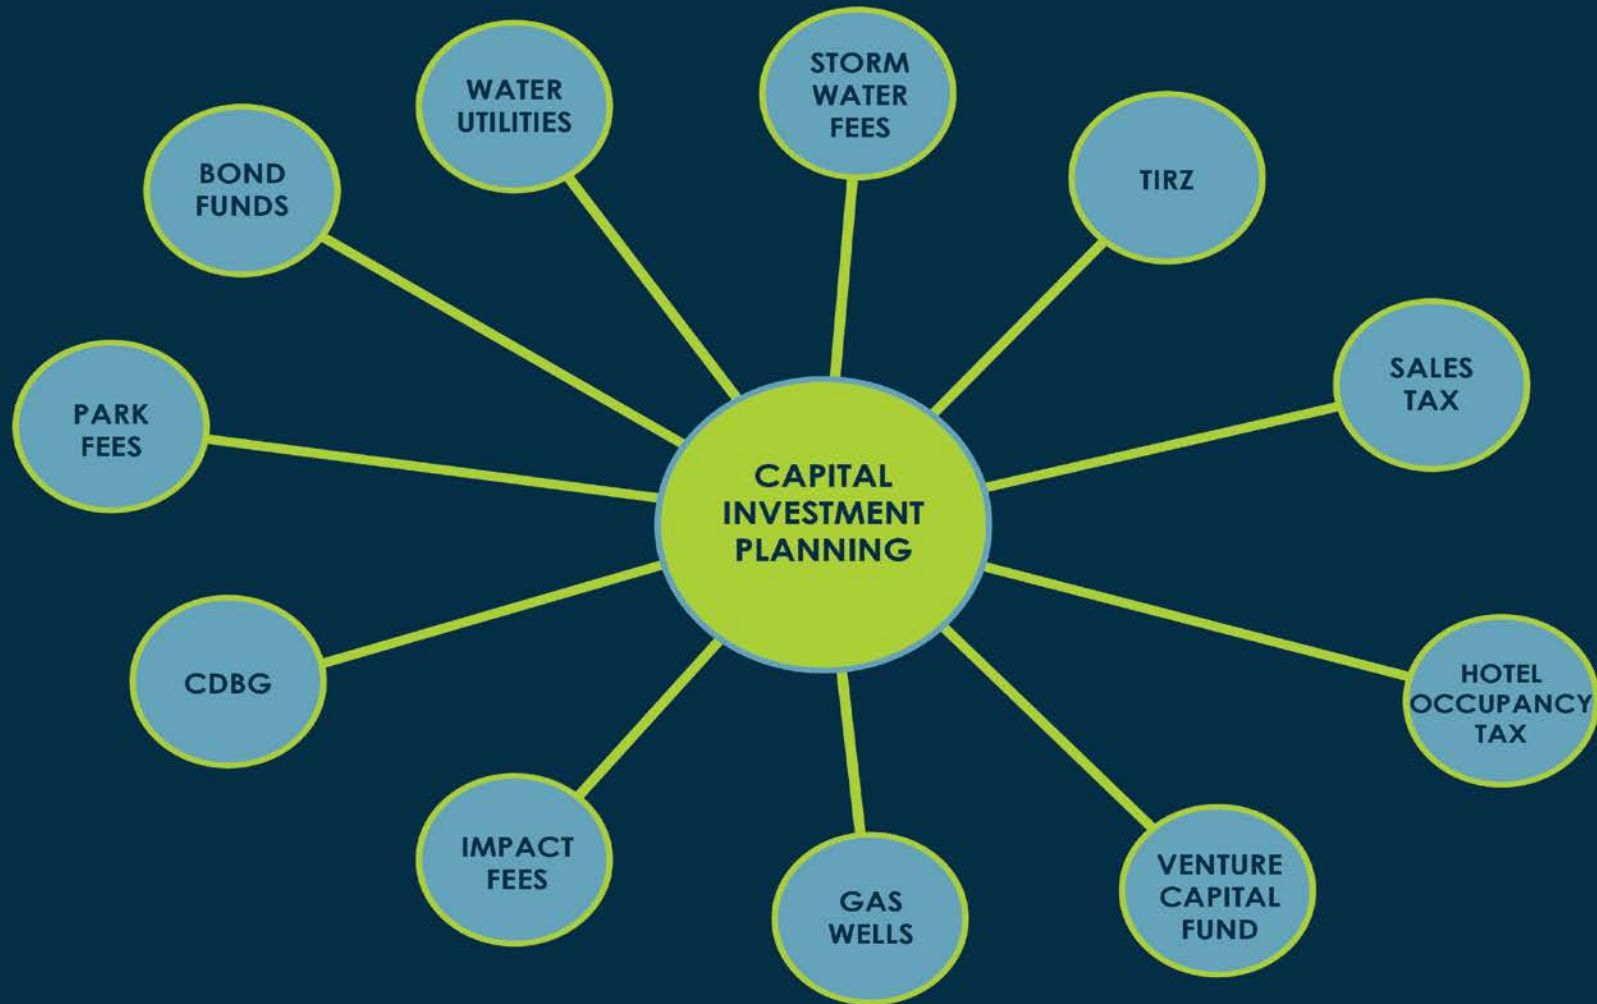 STORM
WATER
FEES
WATER
UTILITIES
TIRZ
BOND
FUNDS
SALES
TAX
PARK
FEES
CAPITAL
INVESTMENT
PLANNING
CDBG
HOTEL
OCCUPANCY
TAX
IMPACT
FEES
VENTURE
CAPITAL
FUND
GAS
WELLS